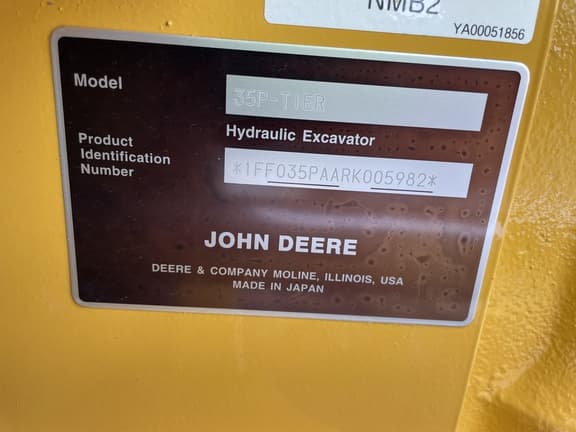 NMB2
YA00051856
Model
35P-TIER
Hydraulic Excavator
Product
Identification
Number
*1FF035PAARK005982*
JOHN DEERE
DEERE & COMPANY MOLINE, ILLINOIS, USA
MADE IN JAPAN